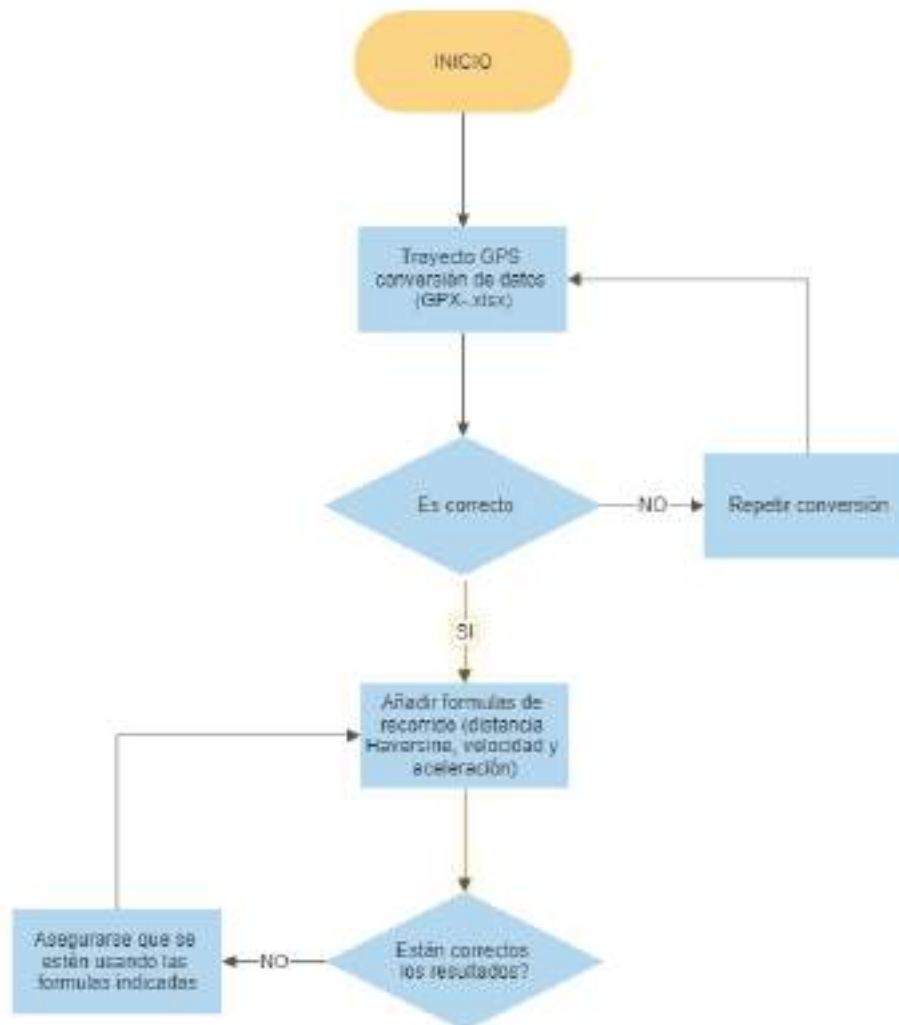 INICIO
Trayecto GPS
conversión de datos
(GPX-.xlsx)
Es correcto
NO
Repetir conversión
SI
Añadir formulas de
recorrido (distancia
Haversine, velocidad y
aceleración)
Asegurarse que se
estén usando las
formulas indicadas
NO
Están correctos
los resultados?